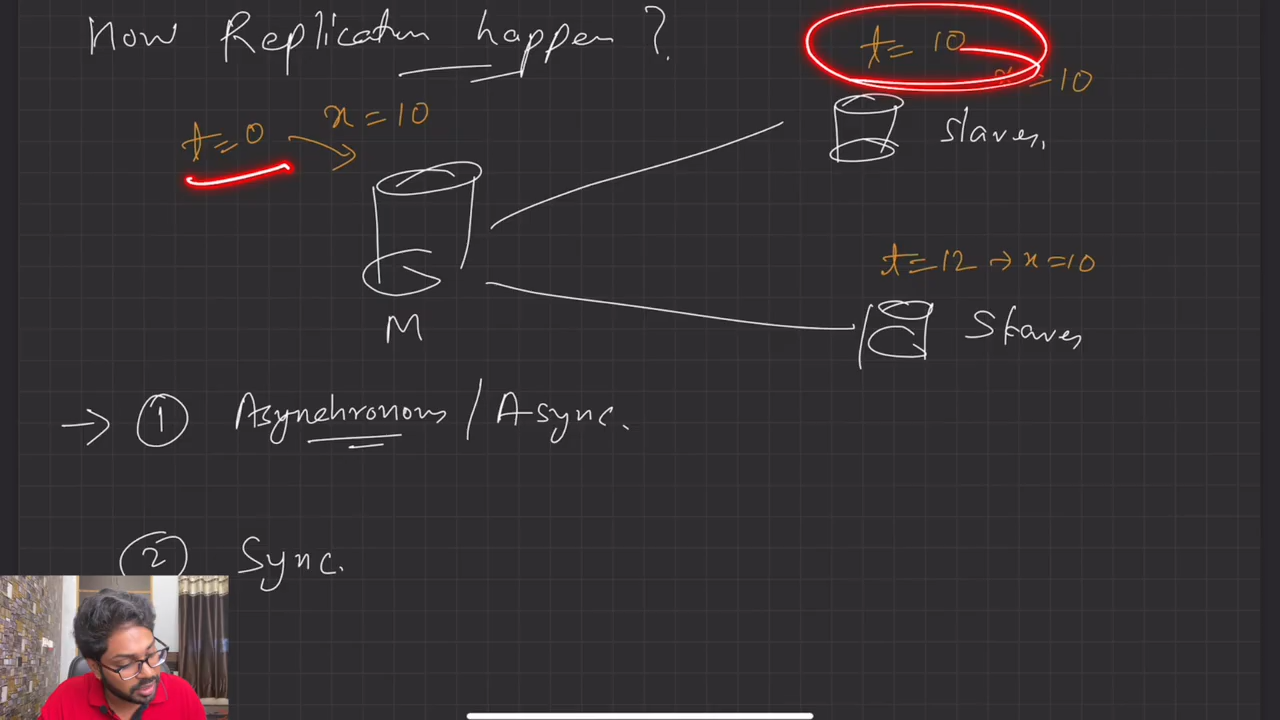 How Replication happen ?
t= 10
x=10
t=0 x=10
slaves,
M
t=12 → x=10
Slaves
→ ① Asynchronous / Async.
② Sync.